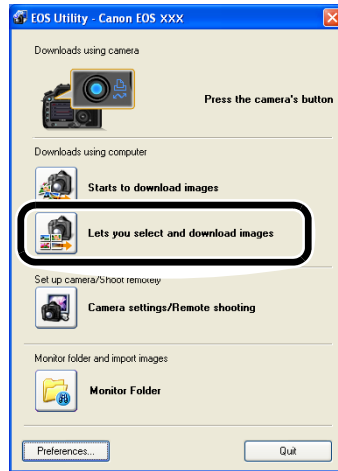 EOS Utility - Canon EOS XXX
Downloads using camera
Press the camera's button
Downloads using computer
Starts to download images
Lets you select and download images
Set up camera/Shoot remotely
Camera settings/Remote shooting
Monitor folder and import images
Monitor Folder
Preferences...
Quit